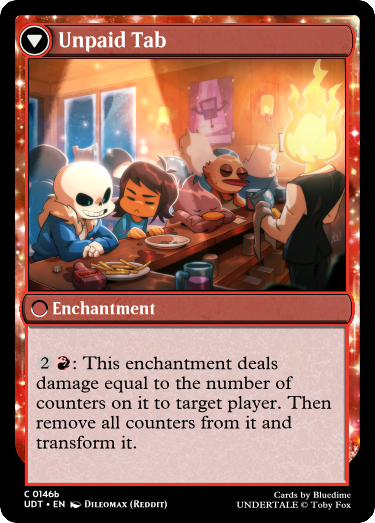 Unpaid Tab
Enchantment
2 : This enchantment deals
damage equal to the number of
counters on it to target player. Then
remove all counters from it and
transform it.
C 0146b
UDT • EN Dileomax (Reddit)
Cards by Bluedime
UNDERTALE © Toby Fox